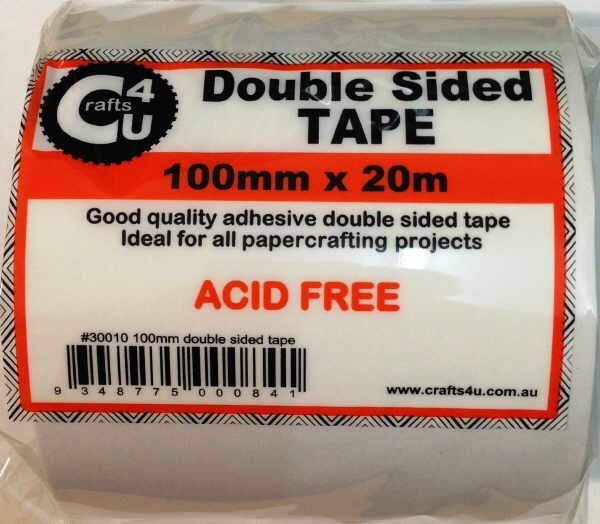 Crafts 4U
Double Sided
TAPE
100mm x 20m
Good quality adhesive double sided tape
Ideal for all papercrafting projects
ACID FREE
#30010 100mm double sided tape
9 348775 000841
www.crafts4u.com.au